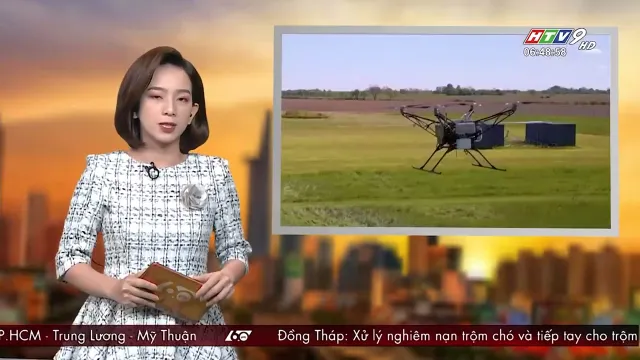 HTV9 HD
06:48:58
P.HCM - Trung Lương - Mỹ Thuận
60
Đồng Tháp: Xử lý nghiêm nạn trộm chó và tiếp tay cho trộm